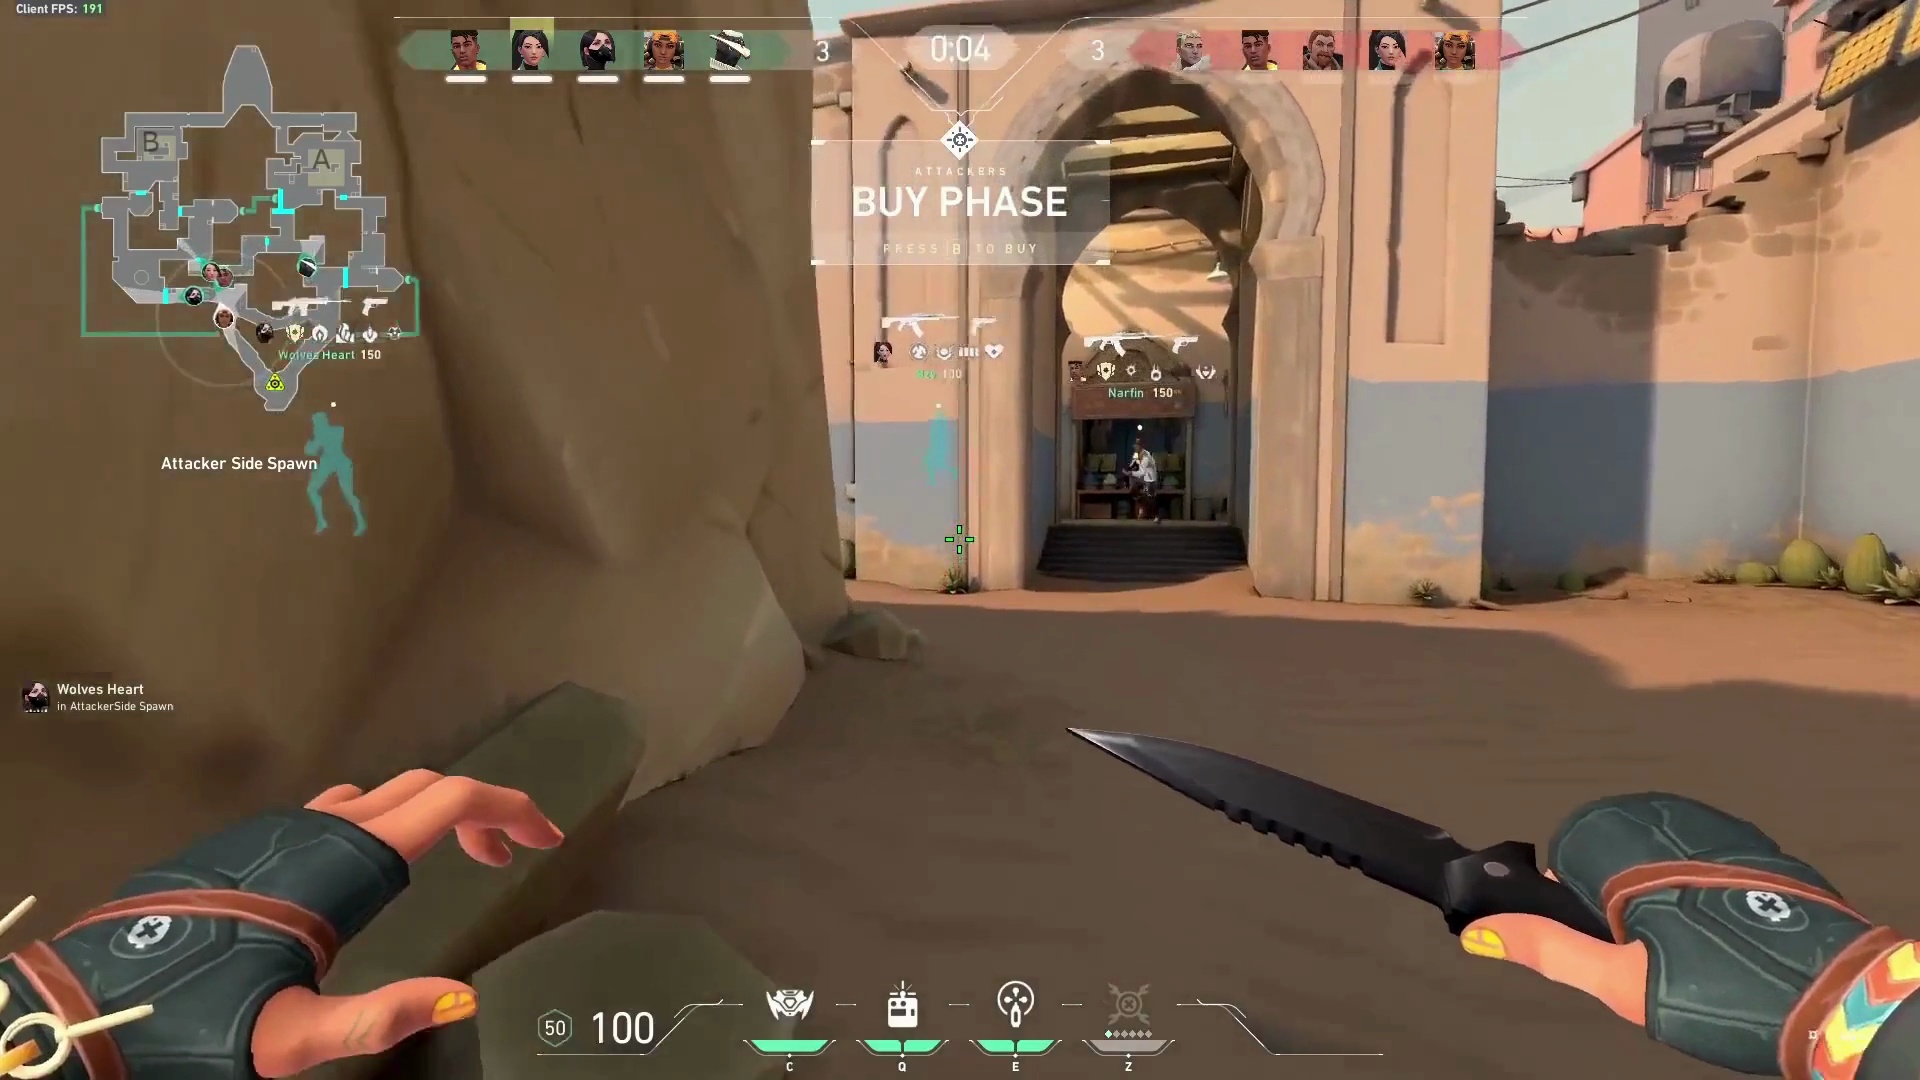 Client FPS: 191
3
0:04
3
ATTACKERS
BUY PHASE
PRESS B TO BUY
B
A
Wolves Heart 150
100
Narfin 150
Attacker Side Spawn
Wolves Heart
in AttackerSide Spawn
50
100
C
Q
E
Z